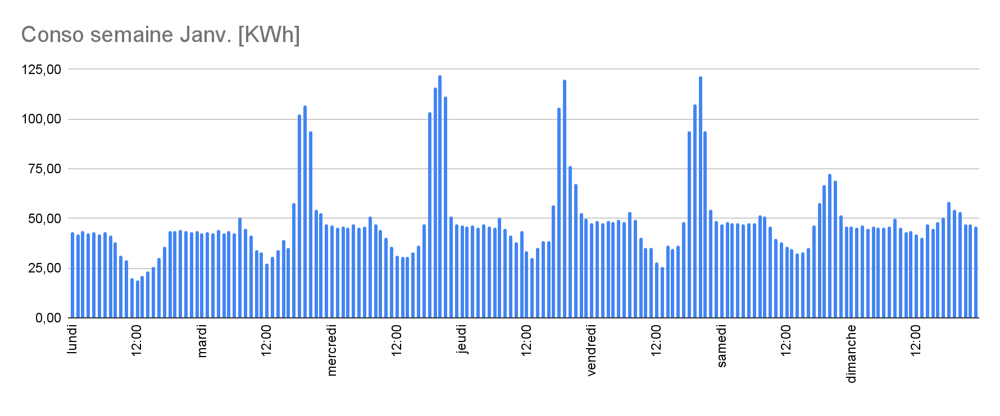 Conso semaine Janv. [KWh]
125,00
100,00
75,00
50,00
25,00
0,00
lundi
12:00
mardi
12:00
mercredi
12:00
jeudi
12:00
vendredi
12:00
samedi
12:00
dimanche
12:00